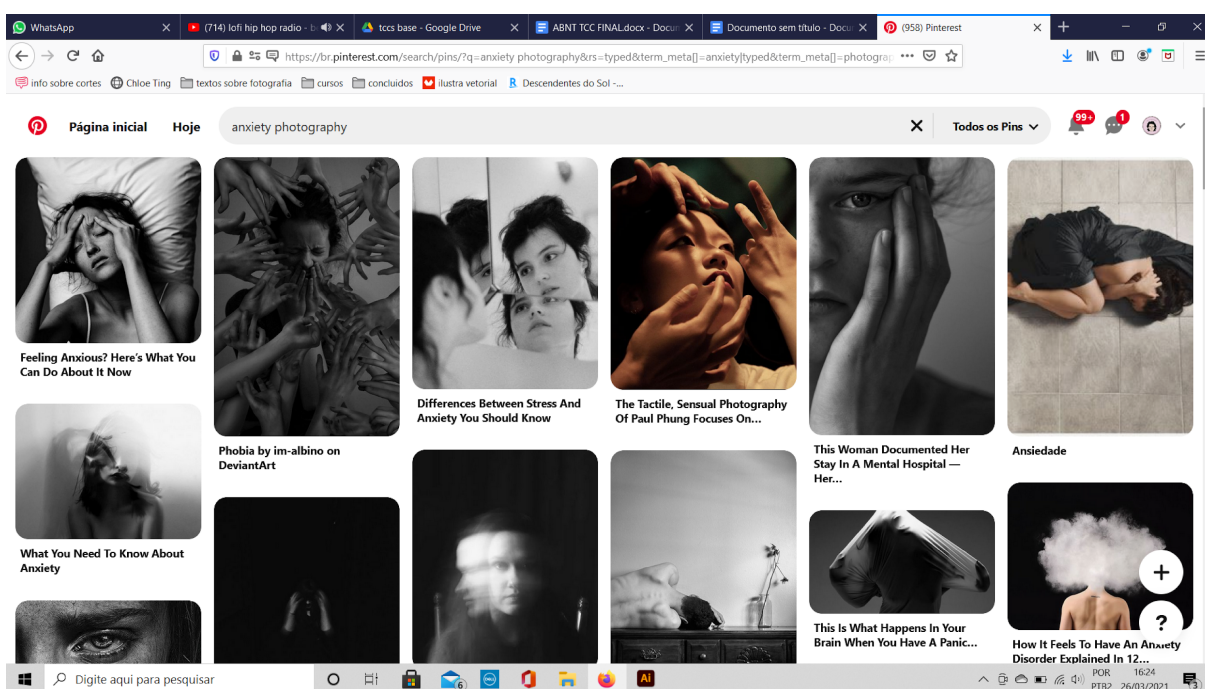 WhatsApp
(714) lofi hip hop radio - b
tccs base - Google Drive
ABNT TCC FINAL.docx - Docum
Documento sem título - Docu
(958) Pinterest
https://br.pinterest.com/search/pins/?q=anxiety photography&rs=typed&term_meta[]=anxiety|typed&term_meta[]=photograp
info sobre cortes
Chloe Ting
textos sobre fotografia
cursos
concluidos
ilustra vetorial
Descendentes do Sol -...
Página inicial
Hoje
anxiety photography
Todos os Pins
99+
1
Feeling Anxious? Here's What You
Can Do About It Now
Differences Between Stress And
Anxiety You Should Know
The Tactile, Sensual Photography
Of Paul Phung Focuses On...
Phobia by im-albino on
DeviantArt
This Woman Documented Her
Stay In A Mental Hospital —
Her...
Ansiedade
What You Need To Know About
Anxiety
This Is What Happens In Your
Brain When You Have A Panic...
How It Feels To Have An Anxiety
Disorder Explained In 12...
+
?
Digite aqui para pesquisar
6
Ai
POR
PTB2
16:24
26/03/2021
3